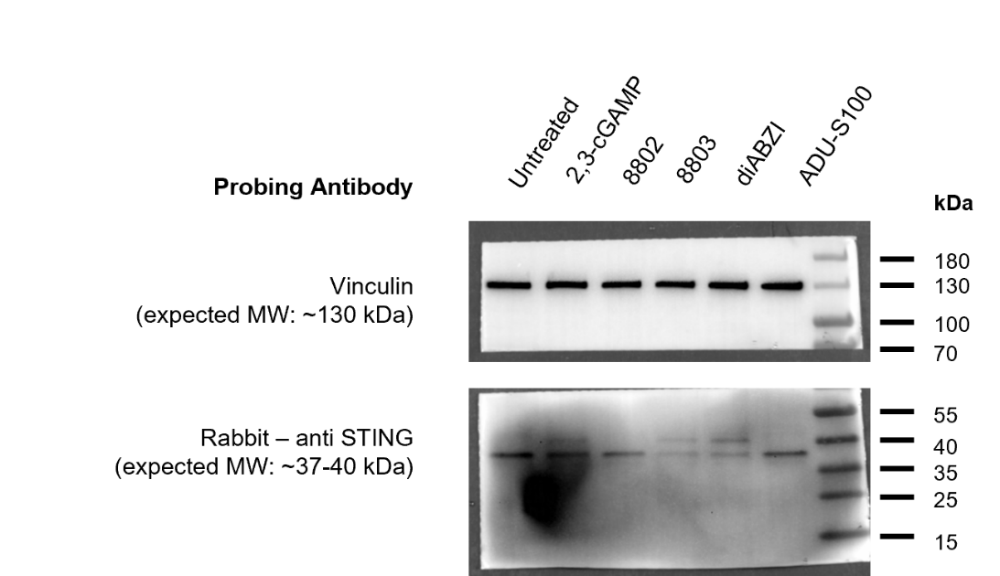 Untreated
2,3-cGAMP
8802
8803
diABZI
ADU-S100
Probing Antibody
kDa
Vinculin
(expected MW: ~130 kDa)
180
130
100
70
Rabbit – anti STING
(expected MW: ~37-40 kDa)
55
40
35
25
15